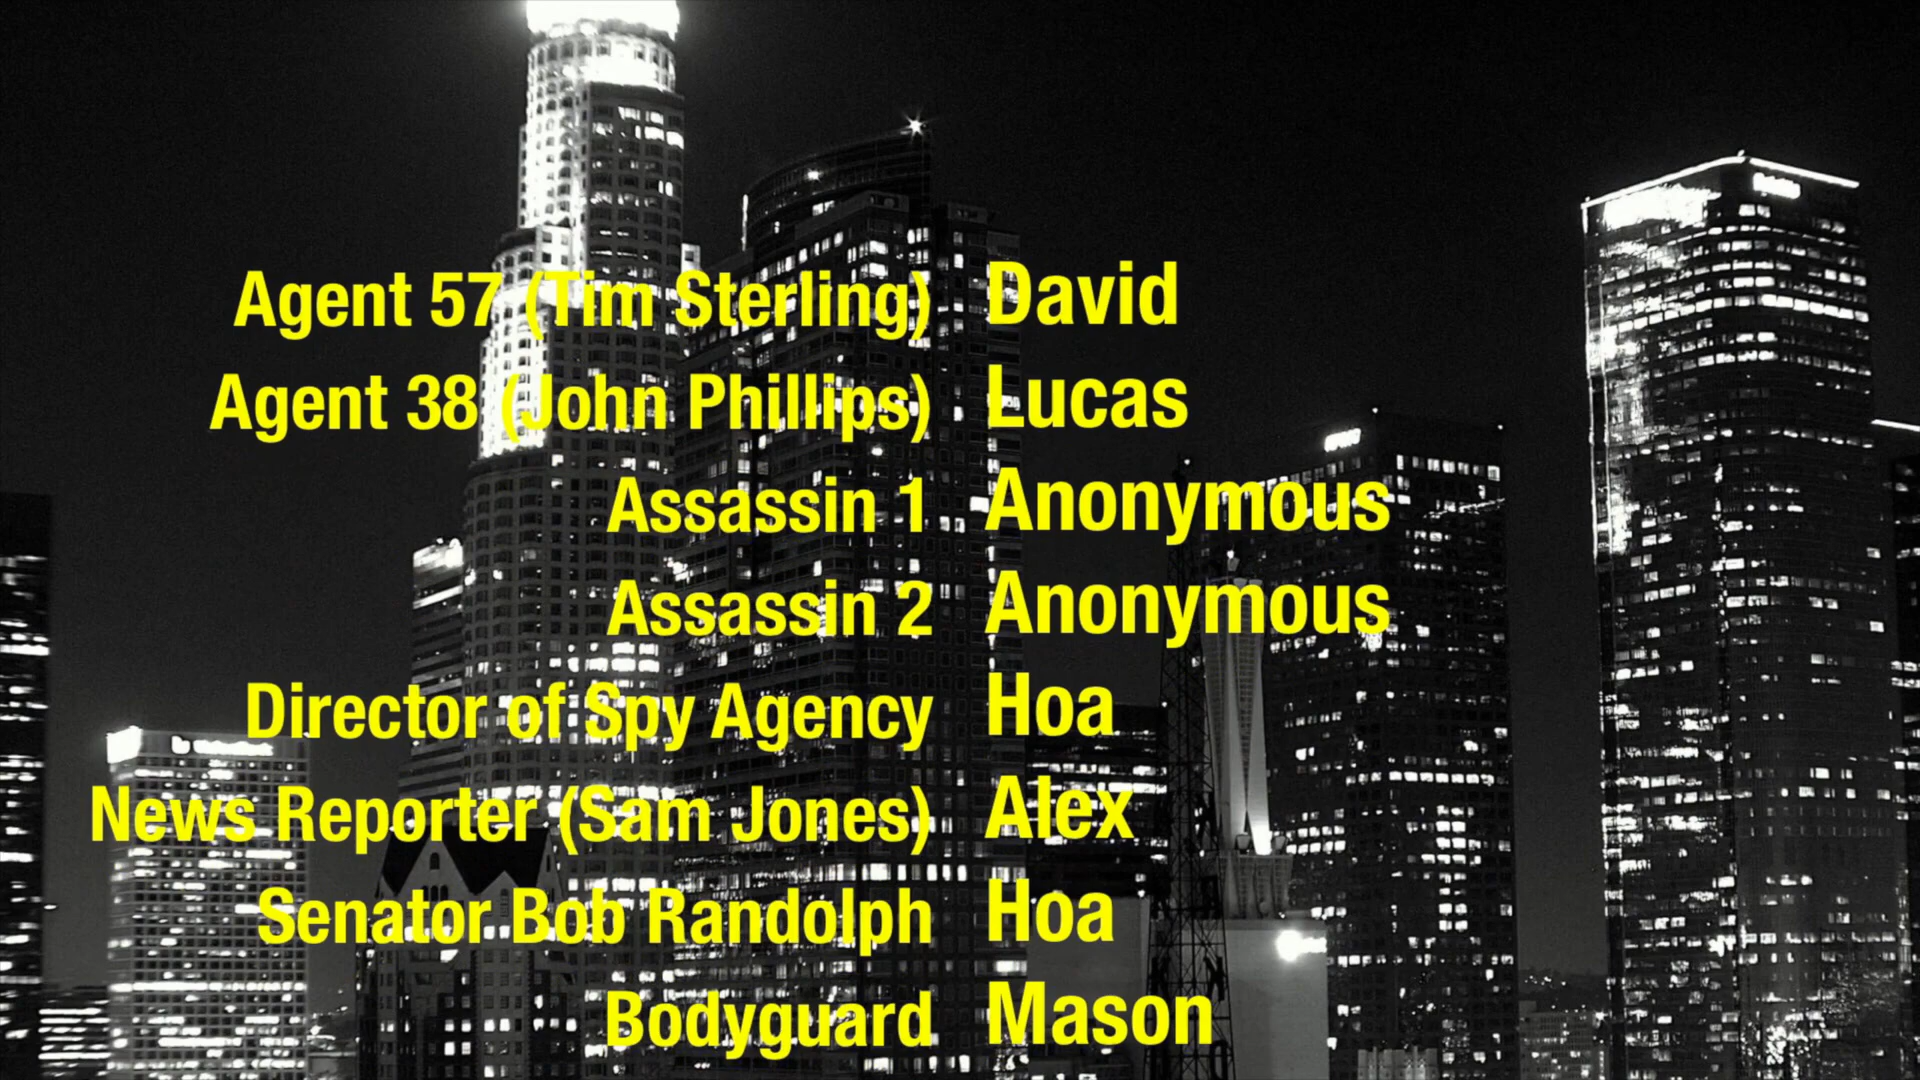 Agent 57 (Tim Sterling) David
Agent 38 (John Phillips) Lucas
Assassin 1 Anonymous
Assassin 2 Anonymous
Director of Spy Agency Hoa
News Reporter (Sam Jones) Alex
Senator Bob Randolph Hoa
Bodyguard Mason